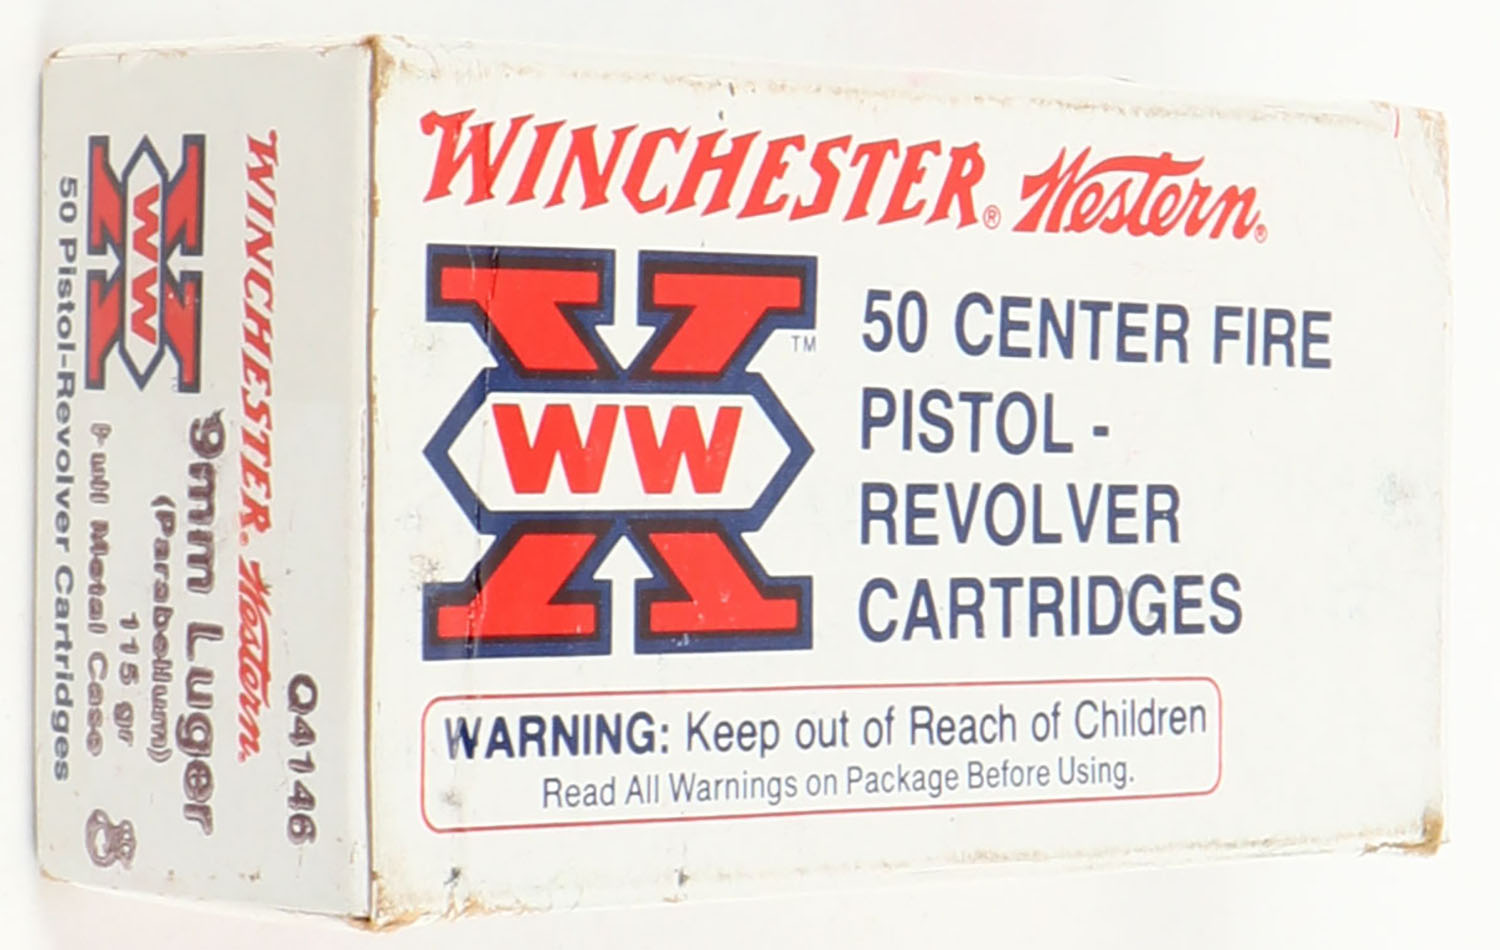 WINCHESTER® Western®
WW
TM
50 CENTER FIRE
PISTOL -
REVOLVER
CARTRIDGES
WARNING: Keep out of Reach of Children
Read All Warnings on Package Before Using.
Q4146
WINCHESTER® Western®
WW
9mm Luger
(Parabellum)
115 gr
Full Metal Case
50 Pistol-Revolver Cartridges